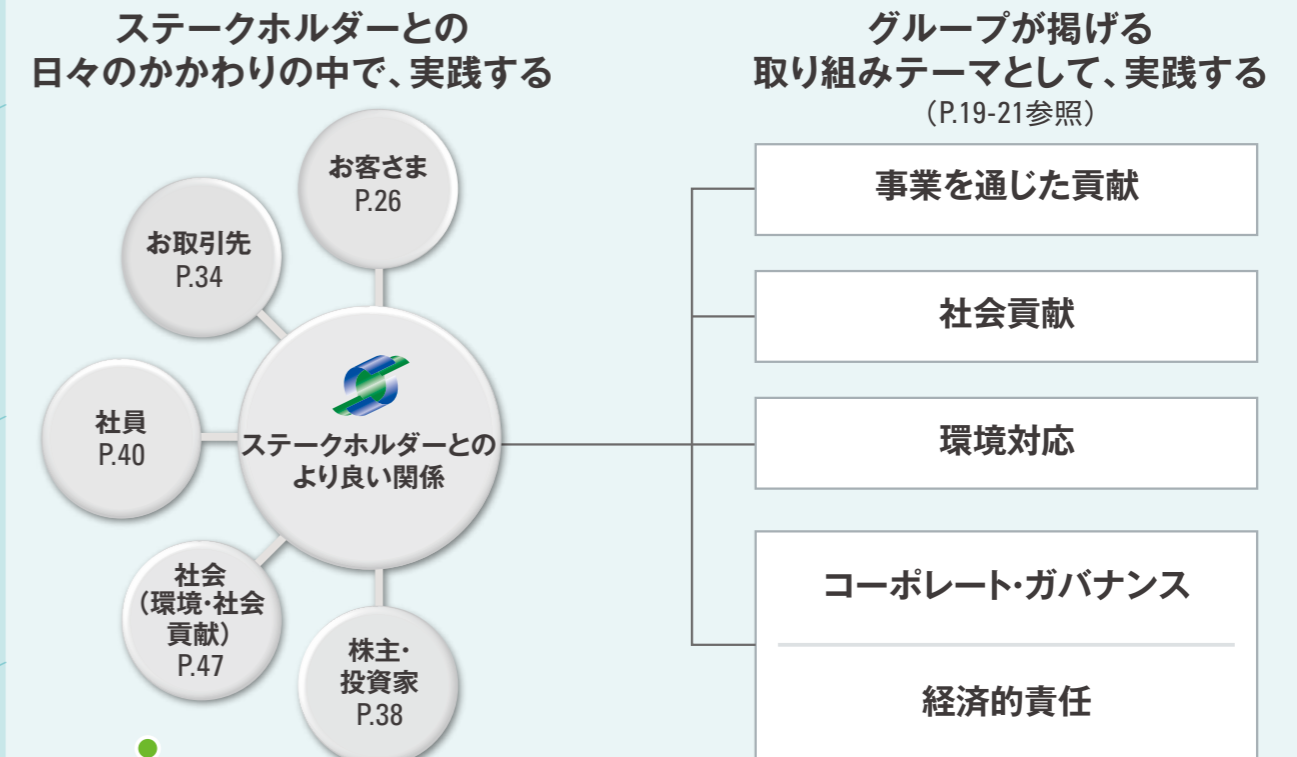 ステークホルダーとの
日々のかかわりの中で、実践する
お客さま
P.26
お取引先
P.34
社員
P.40
ステークホルダーとの
より良い関係
社会
(環境・社会
貢献)
P.47
株主・
投資家
P.38
グループが掲げる
取り組みテーマとして、実践する
(P.19-21参照)
事業を通じた貢献
社会貢献
環境対応
コーポレート・ガバナンス
経済的責任